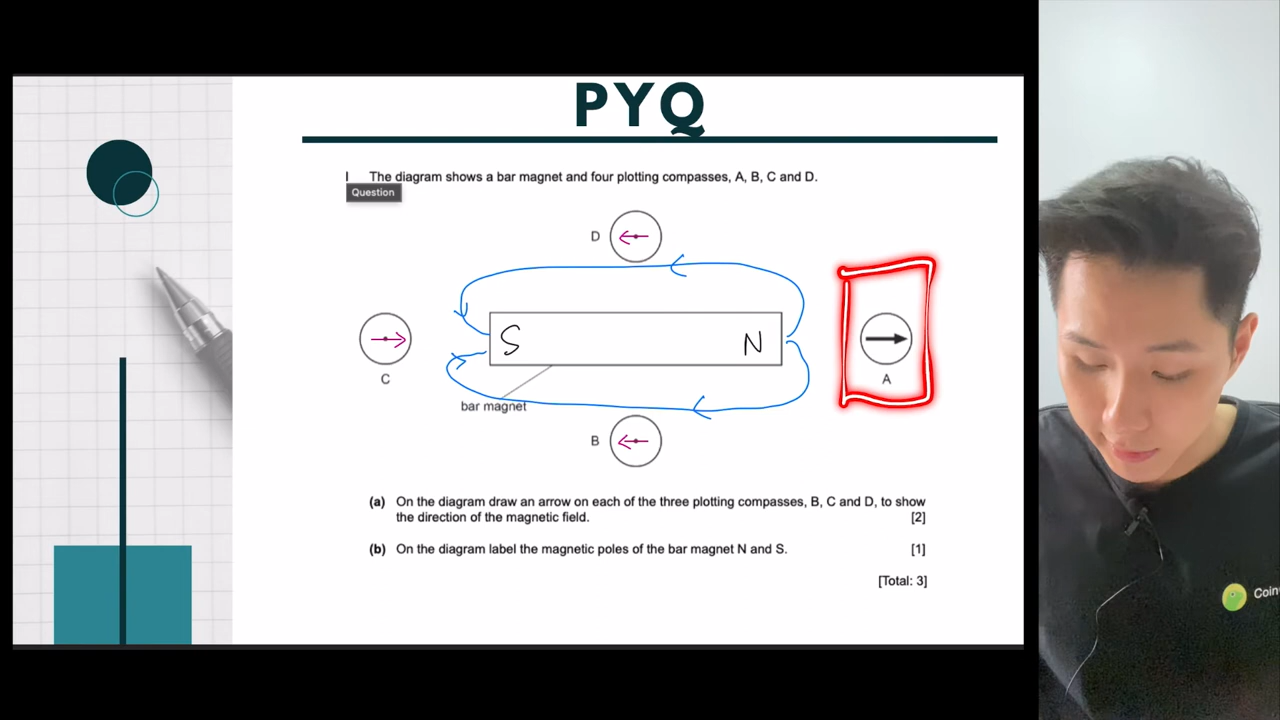 PYQ
The diagram shows a bar magnet and four plotting compasses, A, B, C and D.
Question
D
S
N
C
A
bar magnet
B
(a) On the diagram draw an arrow on each of the three plotting compasses, B, C and D, to show
the direction of the magnetic field. [2]
(b) On the diagram label the magnetic poles of the bar magnet N and S. [1]
[Total: 3]